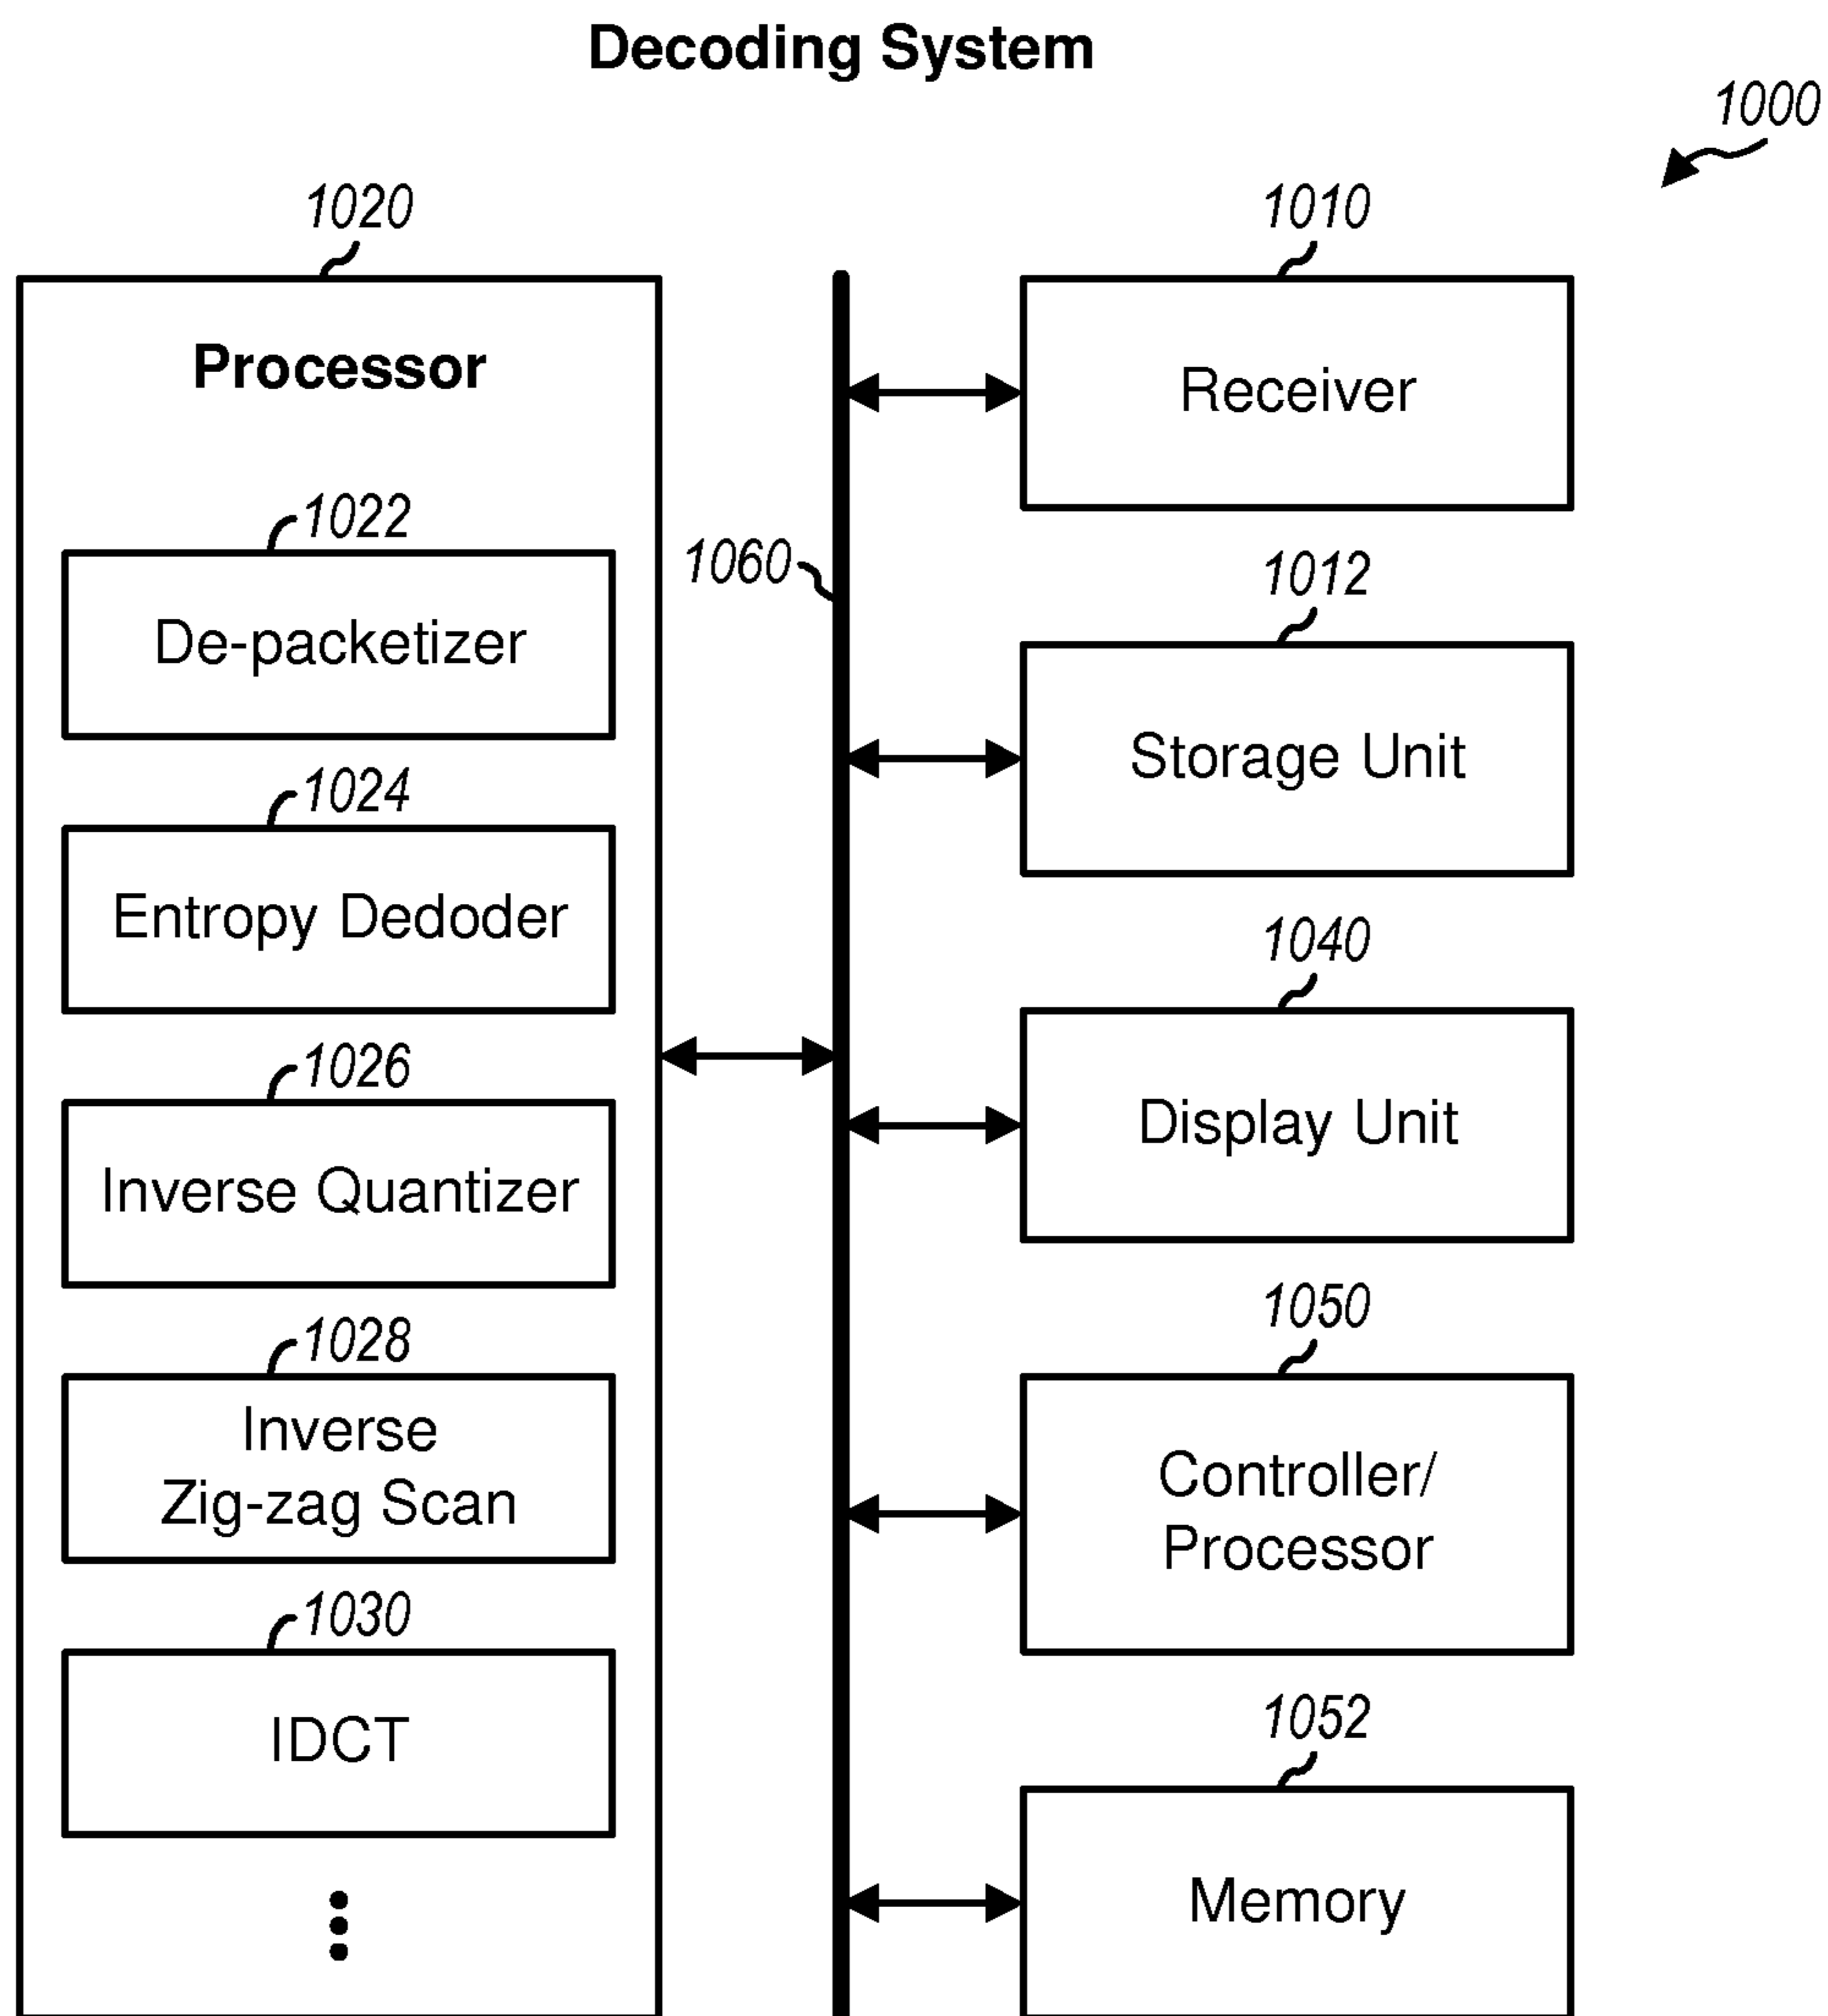 Decoding System
1000
1020
Processor
1022
De-packetizer
1024
Entropy Dedoder
1026
Inverse Quantizer
1028
Inverse
Zig-zag Scan
1030
IDCT
1060
1010
Receiver
1012
Storage Unit
1040
Display Unit
1050
Controller/
Processor
1052
Memory